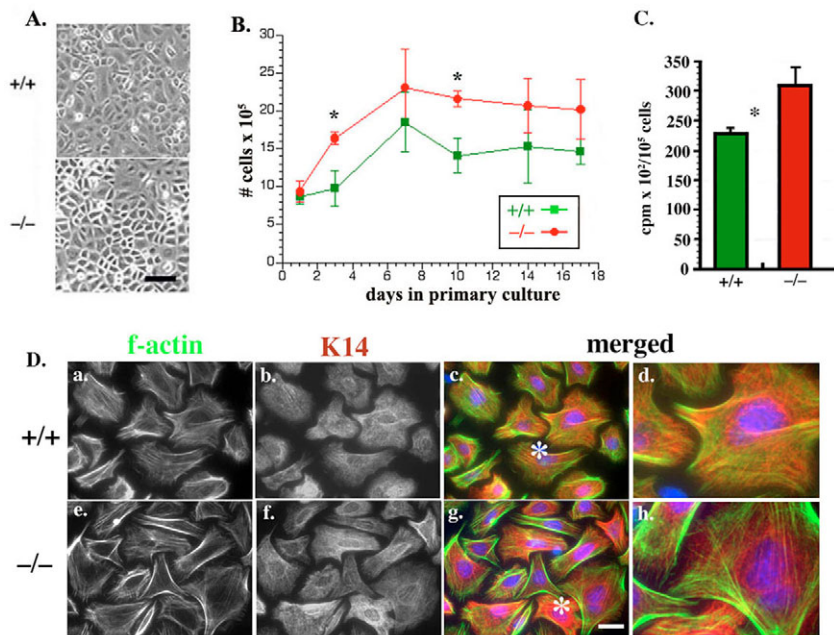 A.
+/+
–/–
B.
# cells x 10⁵
30
25
20
15
10
5
0
*
*
+/+
–/–
0 2 4 6 8 10 12 14 16 18
days in primary culture
C.
cpm x 10²/10⁵ cells
350
300
250
200
150
100
50
0
*
+/+ –/–
f-actin K14 merged
D.
a. b. c. d.
+/+
*
e. f. g. h.
–/–
*